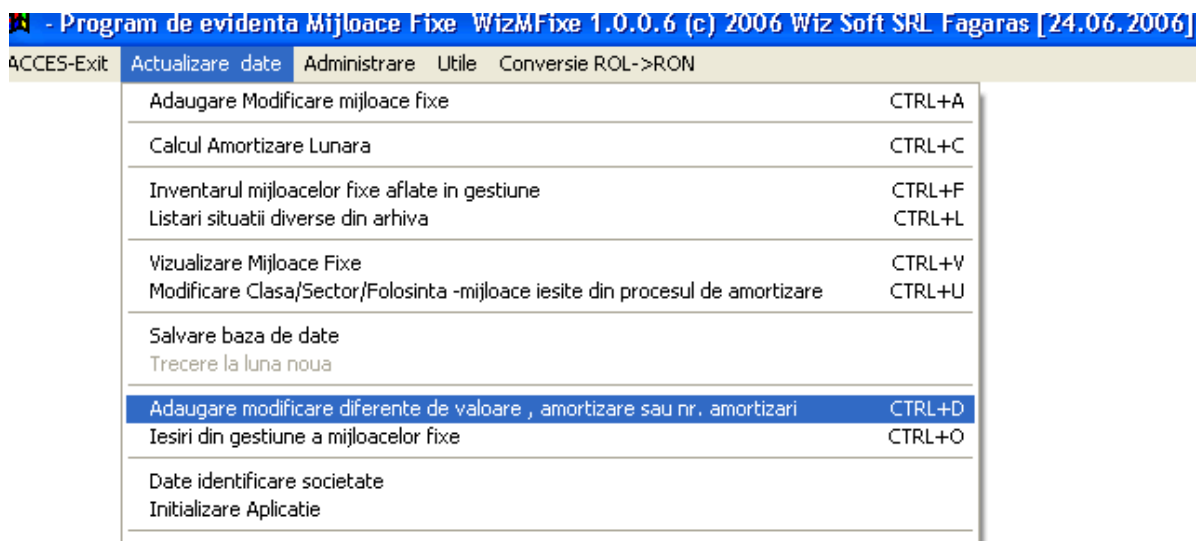 - Program de evidenta Mijloace Fixe WizMFixe 1.0.0.6 (c) 2006 Wiz Soft SRL Fagaras [24.06.2006]
ACCES-Exit Actualizare date Administrare Utile Conversie ROL->RON
Adaugare Modificare mijloace fixe CTRL+A
Calcul Amortizare Lunara CTRL+C
Inventarul mijloacelor fixe aflate in gestiune CTRL+F
Listari situatii diverse din arhiva CTRL+L
Vizualizare Mijloace Fixe CTRL+V
Modificare Clasa/Sector/Folosinta -mijloace iesite din procesul de amortizare CTRL+U
Salvare baza de date
Trecere la luna noua
Adaugare modificare diferente de valoare , amortizare sau nr. amortizari CTRL+D
Iesiri din gestiune a mijloacelor fixe CTRL+O
Date identificare societate
Initializare Aplicatie